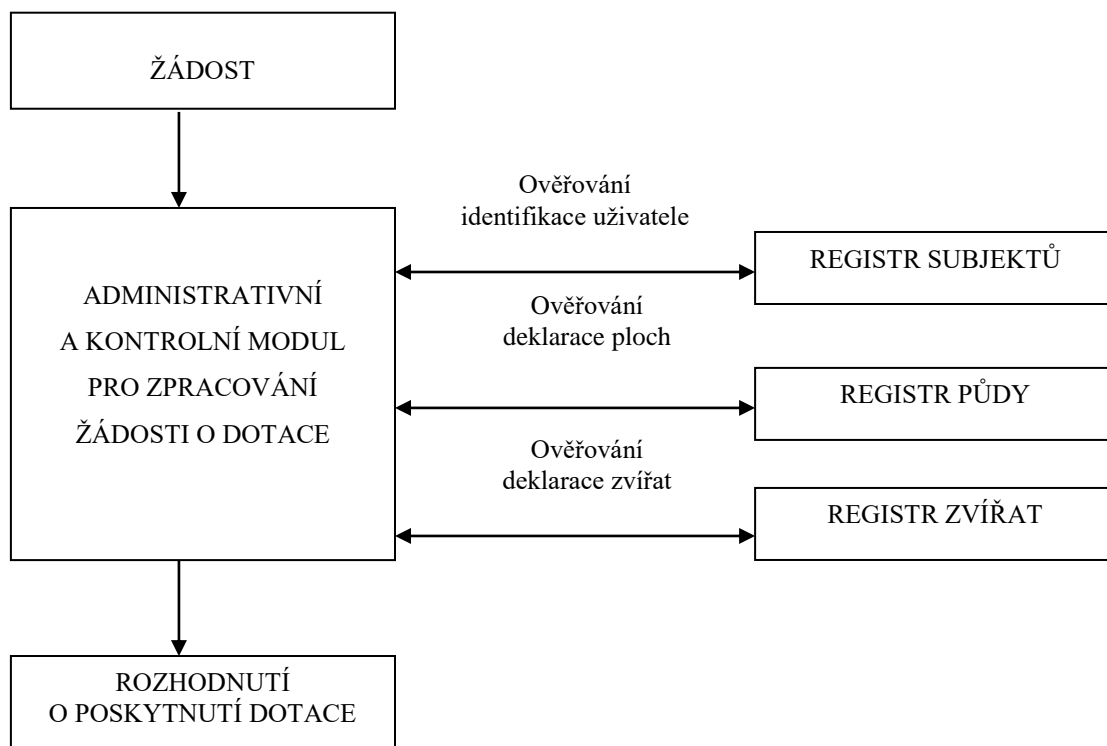 ŽÁDOST
Ověřování
identifikace uživatele
REGISTR SUBJEKTŮ
ADMINISTRATIVNÍ
A KONTROLNÍ MODUL
PRO ZPRACOVÁNÍ
ŽÁDOSTI O DOTACE
Ověřování
deklarace ploch
REGISTR PŮDY
Ověřování
deklarace zvířat
REGISTR ZVÍŘAT
ROZHODNUTÍ
O POSKYTNUTÍ DOTACE